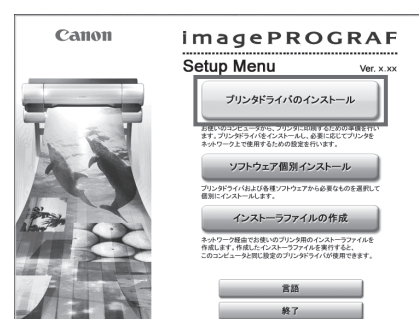 Canon
imagePROGRAF
Setup Menu
Ver. x.xx
プリンタドライバのインストール
お使いのコンピュータから、プリンタに印刷するための準備を行い
ます。プリンタドライバをインストールし、必要に応じてプリンタを
ネットワーク上で使用するための設定を行います。
ソフトウェア個別インストール
プリンタドライバおよび各種ソフトウェアから必要なものを選択して
個別にインストールします。
インストーラファイルの作成
ネットワーク経由でお使いのプリンタ用のインストーラファイルを
作成します。作成したインストーラファイルを実行すると、
このコンピュータと同じ設定のプリンタドライバが使用できます。
言語
終了